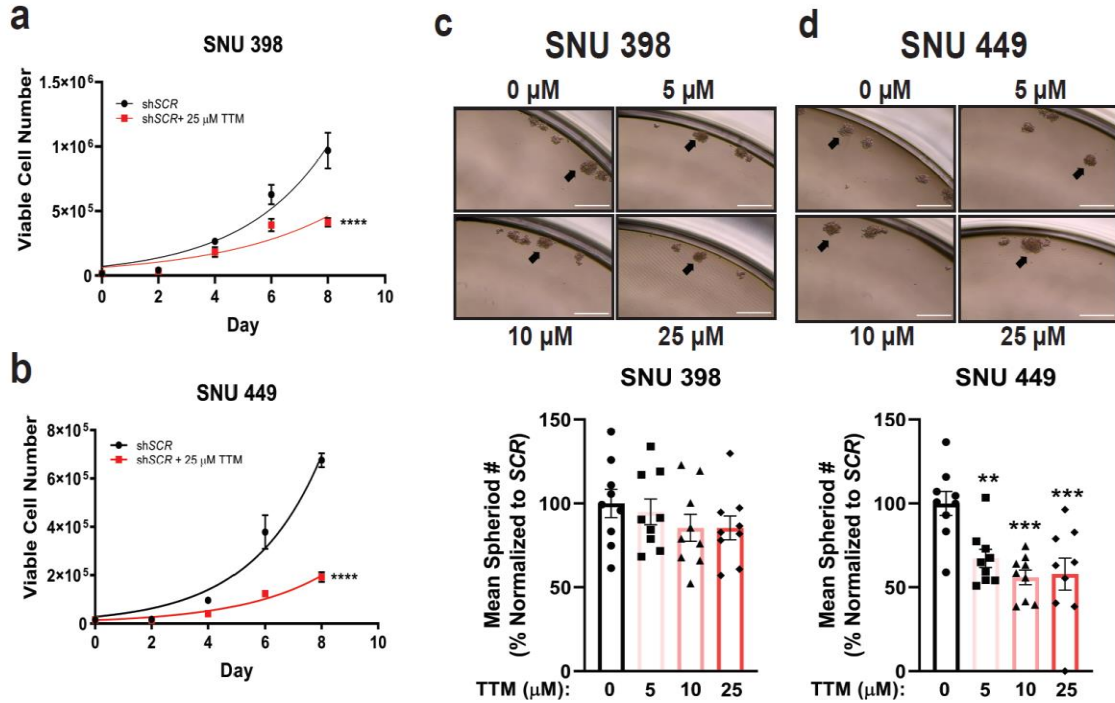 a
SNU 398
Viable Cell Number
1.5×10⁶
1×10⁶
5×10⁵
0
shSCR
shSCR+ 25 μM TTM
****
0 2 4 6 8 10
Day
b
SNU 449
Viable Cell Number
8×10⁵
6×10⁵
4×10⁵
2×10⁵
0
shSCR
shSCR + 25 μM TTM
****
0 2 4 6 8 10
Day
c
SNU 398
0 μM 5 μM
10 μM 25 μM
SNU 398
Mean Spheriod #
(% Normalized to SCR)
150
100
50
0
TTM (μM): 0 5 10 25
d
SNU 449
0 μM 5 μM
10 μM 25 μM
SNU 449
Mean Spheriod #
(% Normalized to SCR)
150
100
50
0
** *** ***
TTM (μM): 0 5 10 25